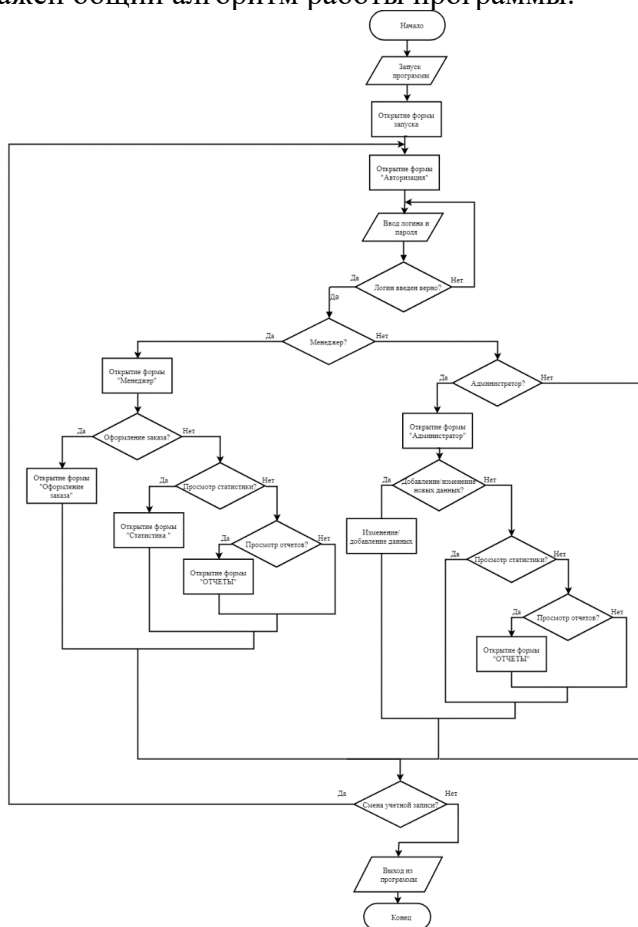 ажен общий алгоритм работы программы.
Начало
Запуск
программы
Открытие формы
запуска
Открытие формы
"Авторизация"
Ввод логина и
пароля
Да
Логин введен верно?
Нет
Да
Да
Менеджер?
Нет
Открытие формы
"Менеджер"
Да
Администратор?
Нет
Да
Оформление заказа?
Нет
Открытие формы
"Администратор"
Открытие формы
"Оформление
заказа"
Да
Просмотр статистики?
Нет
Да
Добавление/изменение
новых данных?
Нет
Открытие формы
"Статистика "
Да
Просмотр отчетов?
Нет
Изменение/
добавление данных
Да
Просмотр статистики?
Нет
Открытие формы
"ОТЧЕТЫ"
Да
Просмотр отчетов?
Нет
Открытие формы
"ОТЧЕТЫ"
Да
Смена учетной записи?
Нет
Выход из
программы
Конец